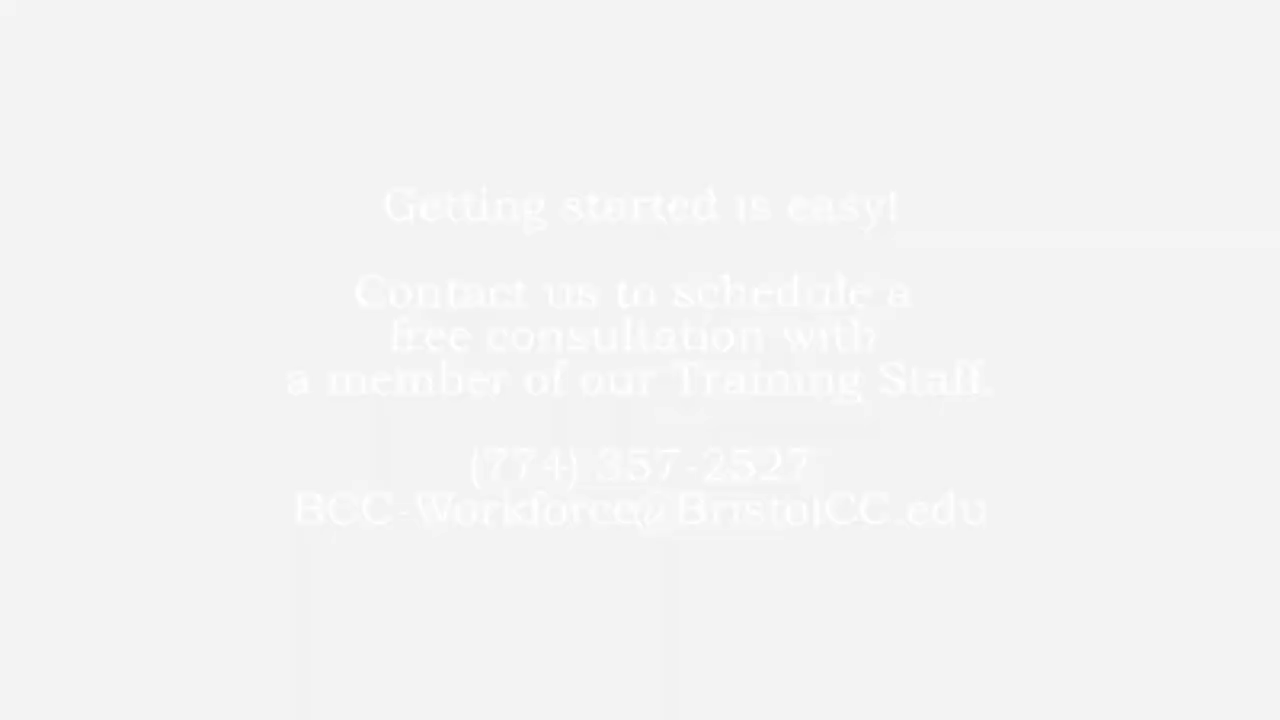 Getting started is easy!
Contact us to schedule a
free consultation with
a member of our Training Staff.
(774) 357-2527
BCC-Workforce@BristolCC.edu